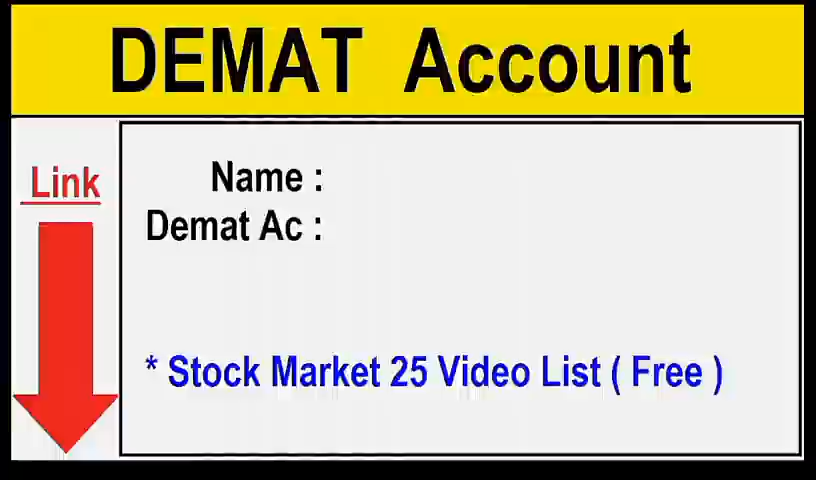 DEMAT Account
Link
Name :
Demat Ac :
* Stock Market 25 Video List ( Free )